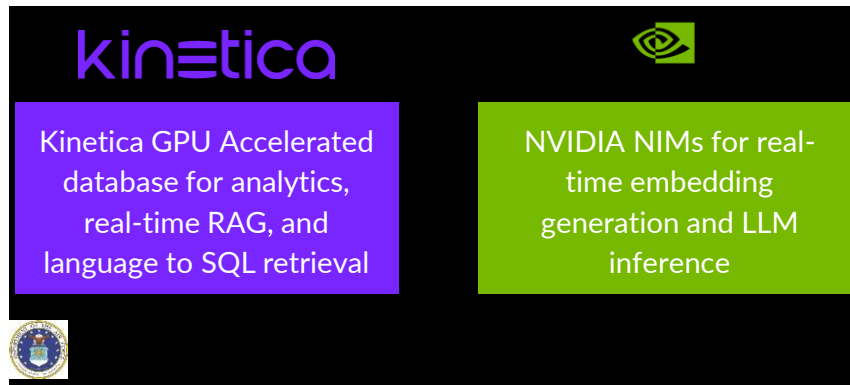 kinetica
Kinetica GPU Accelerated
database for analytics,
real-time RAG, and
language to SQL retrieval
NVIDIA NIMs for real-
time embedding
generation and LLM
inference